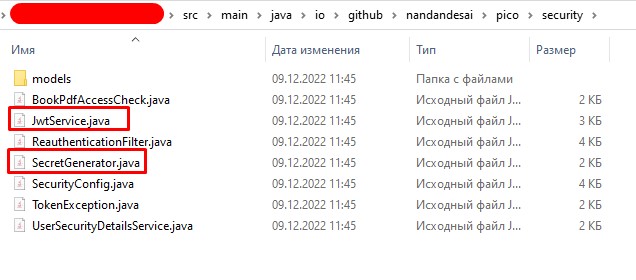 src > main > java > io > github > nandandesai > pico > security >
Имя Дата изменения Тип Размер
models 09.12.2022 11:45 Папка с файлами
BookPdfAccessCheck.java 09.12.2022 11:45 Исходный файл J... 2 КБ
JwtService.java 09.12.2022 11:45 Исходный файл J... 3 КБ
ReauthenticationFilter.java 09.12.2022 11:45 Исходный файл J... 4 КБ
SecretGenerator.java 09.12.2022 11:45 Исходный файл J... 2 КБ
SecurityConfig.java 09.12.2022 11:45 Исходный файл J... 4 КБ
TokenException.java 09.12.2022 11:45 Исходный файл J... 1 КБ
UserSecurityDetailsService.java 09.12.2022 11:45 Исходный файл J... 2 КБ